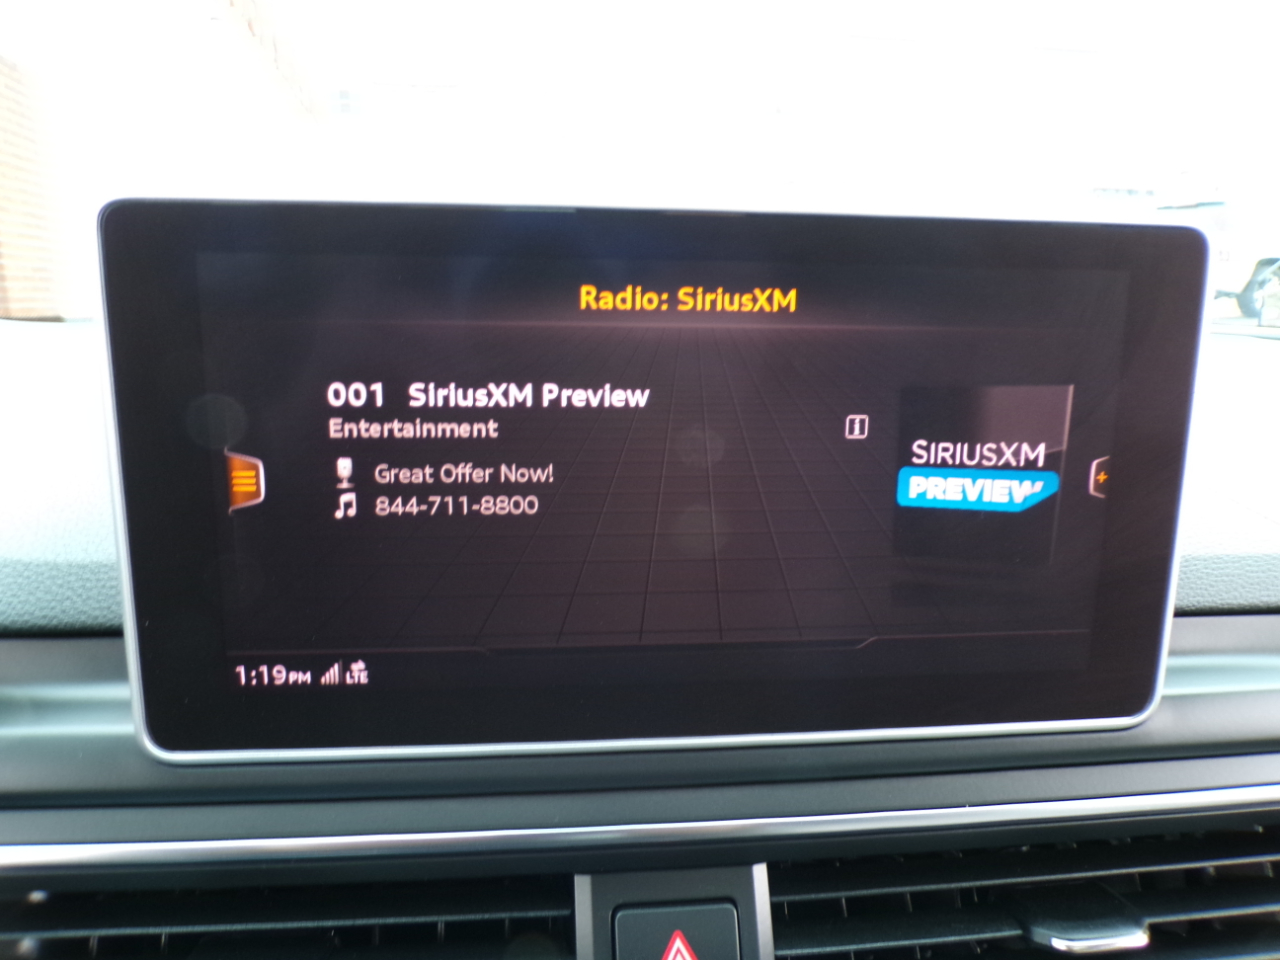 Radio: SiriusXM
001 SiriusXM Preview
Entertainment
Great Offer Now!
844-711-8800
SIRIUSXM
PREVIEW
1:19PM LTE